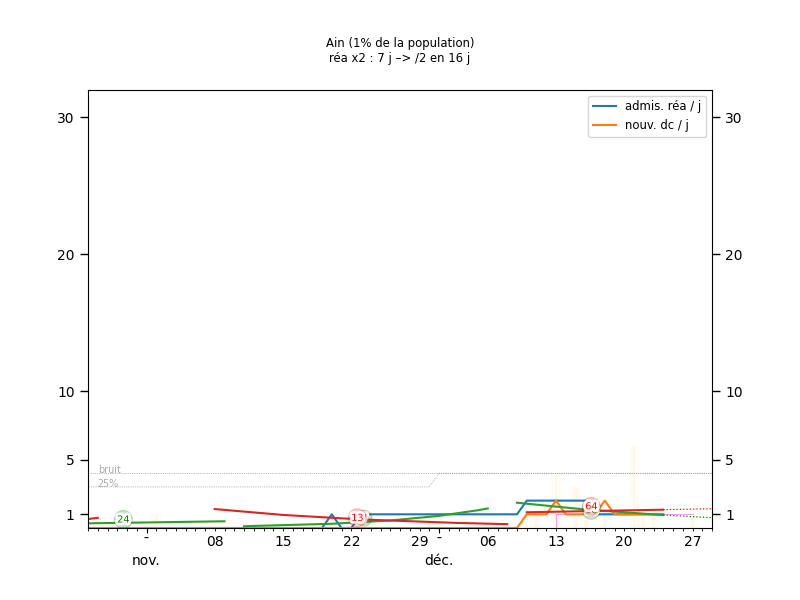 Ain (1% de la population)
réa x2 : 7 j –> /2 en 16 j
admis. réa / j
nouv. dc / j
30 30
20 20
10 10
bruit
5 5
25%
24 13 64
1 1
- 08 15 22 29 - 06 13 20 27
nov. déc.